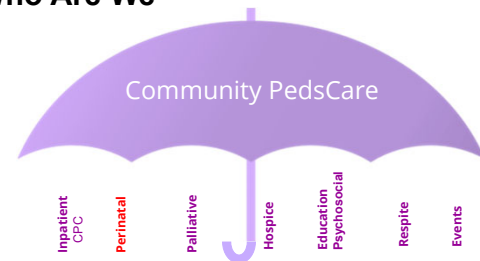 Who Are We
Community PedsCare
Inpatient
CPC
Perinatal
Palliative
Hospice
Education
Psychosocial
Respite
Events